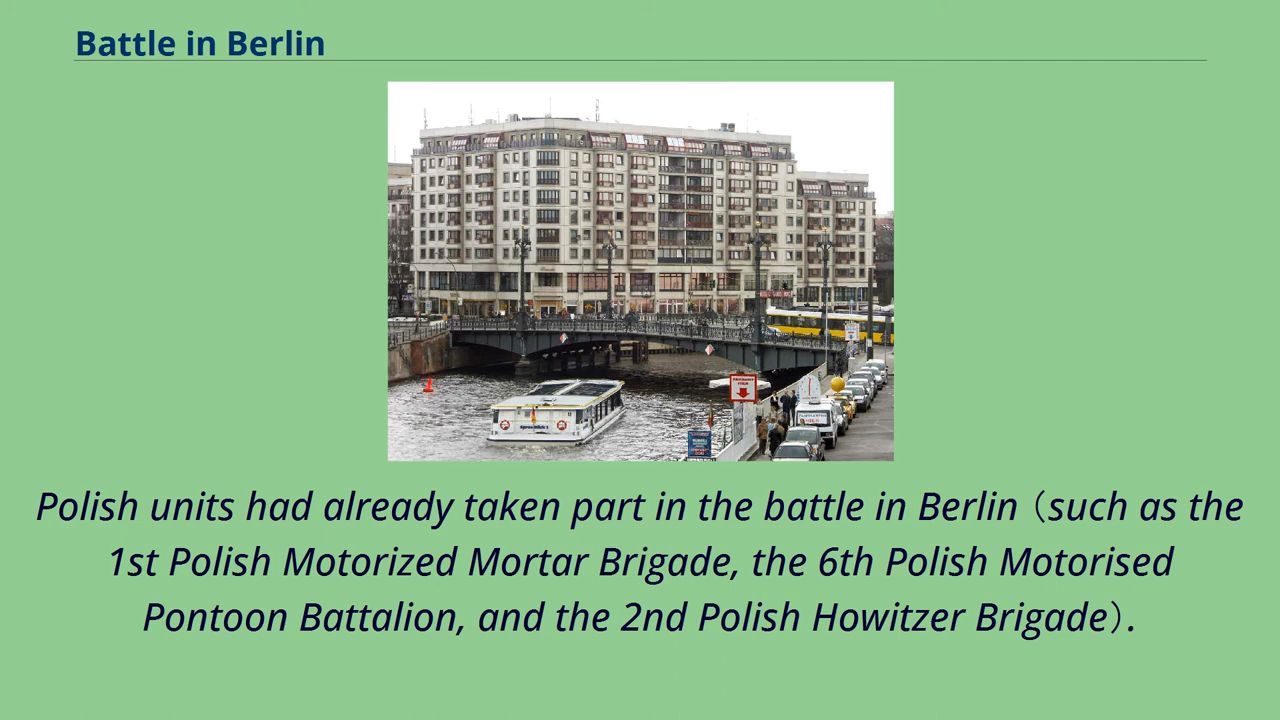 Battle in Berlin
Polish units had already taken part in the battle in Berlin (such as the
1st Polish Motorized Mortar Brigade, the 6th Polish Motorised
Pontoon Battalion, and the 2nd Polish Howitzer Brigade).